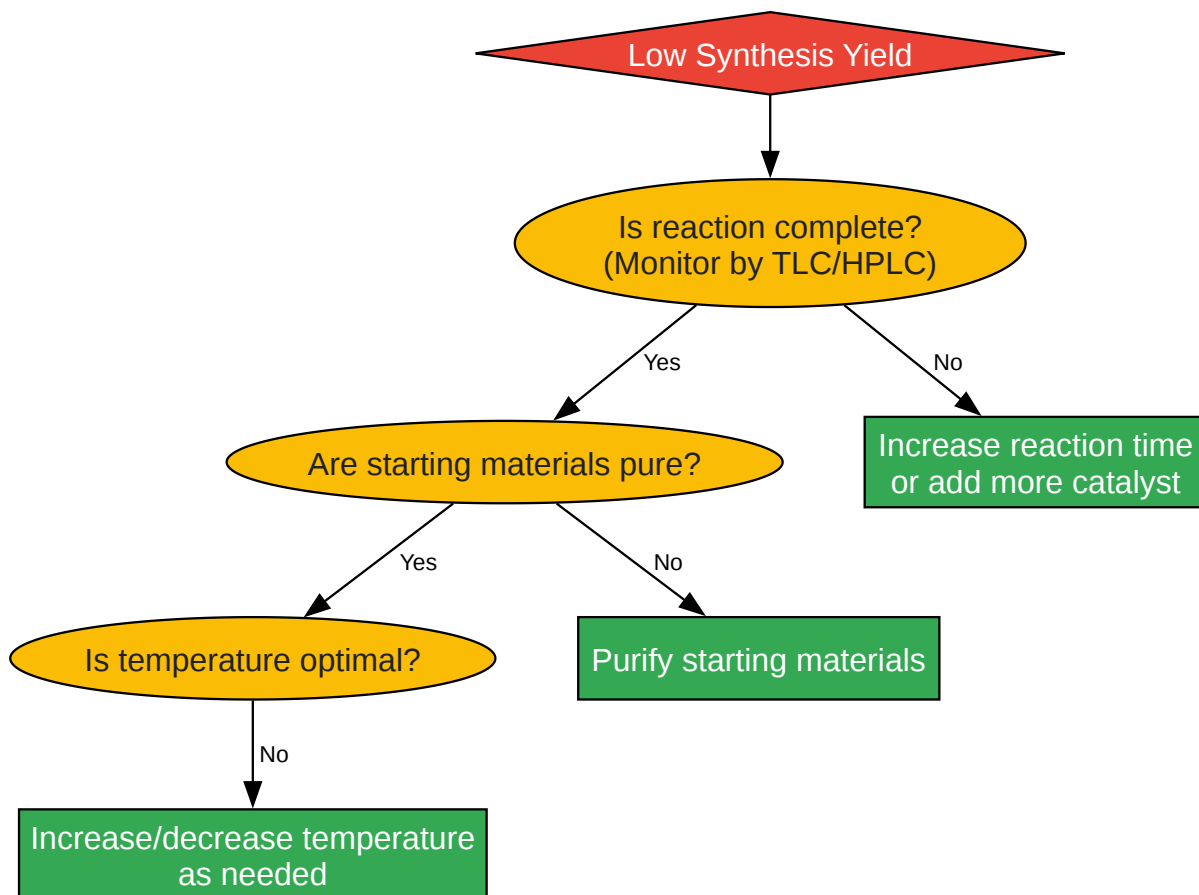 Low Synthesis Yield
Is reaction complete?
(Monitor by TLC/HPLC)
Yes
No
Increase reaction time
or add more catalyst
Are starting materials pure?
Yes
No
Is temperature optimal?
Purify starting materials
No
Increase/decrease temperature
as needed